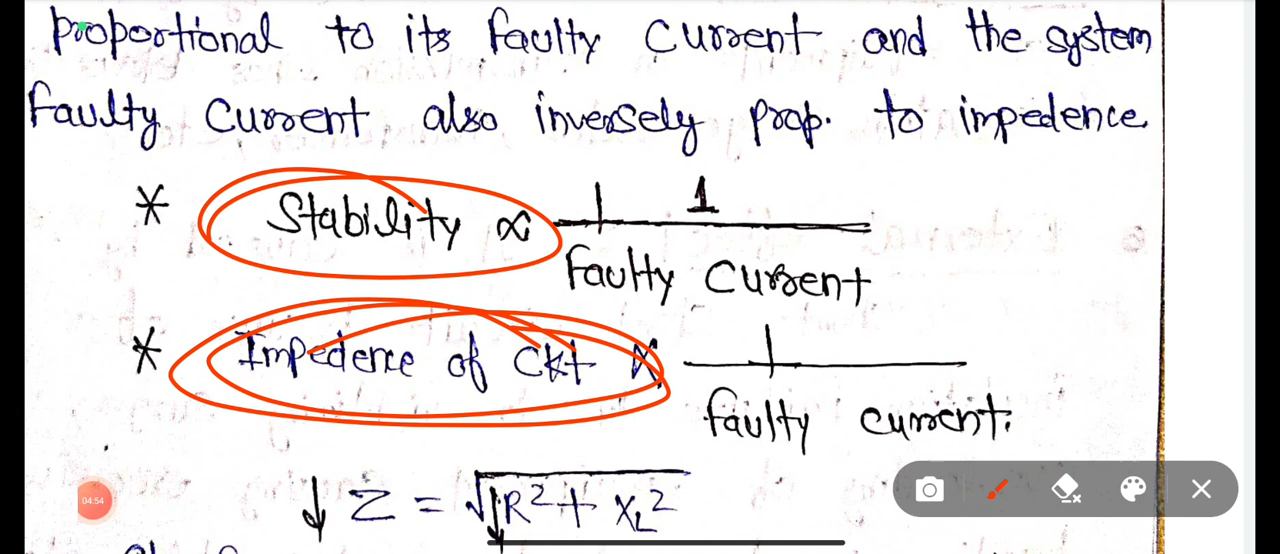 proportional to its faulty current and the system
faulty current also inversely prop. to impedence
* Stability ∝ 1
faulty current
* Impedence of Ckt ∝ 1
faulty current.
↓ Z = √↓R² + X_L²
04:54